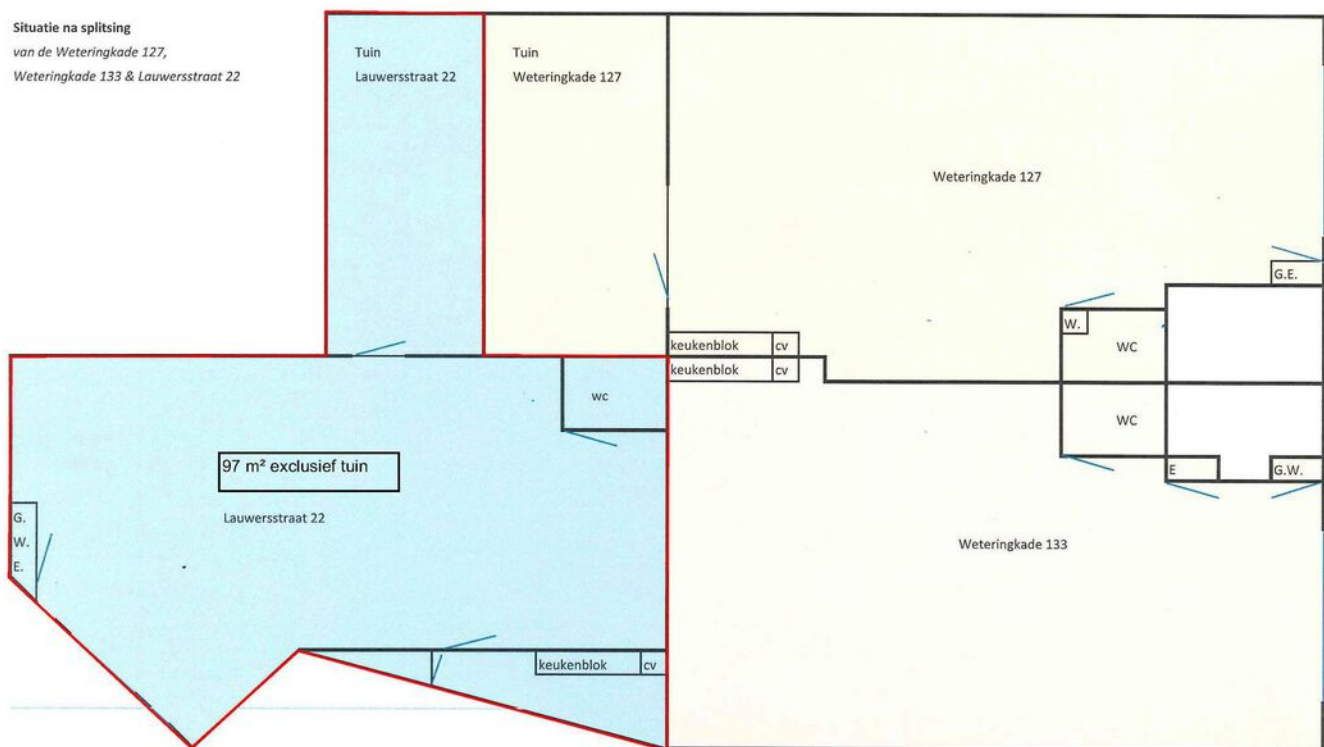 Situatie na splitsing
van de Weteringkade 127,
Weteringkade 133 & Lauwersstraat 22
Tuin
Lauwersstraat 22
Tuin
Weteringkade 127
Weteringkade 127
G.E.
W.
WC
keukenblok cv
keukenblok cv
wc
WC
E
G.W.
97 m² exclusief tuin
Lauwersstraat 22
G.
W.
E.
Weteringkade 133
keukenblok cv